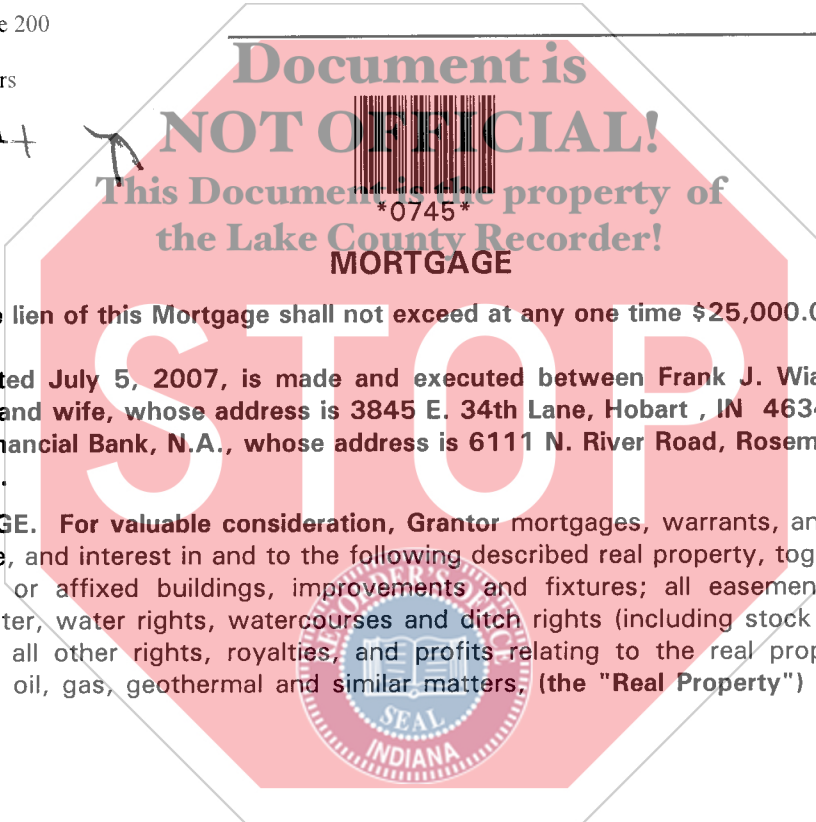 e 200
Document is
rs
NOT OFFICIAL!
This Document is the property of
*0745*
the Lake County Recorder!
MORTGAGE
lien of this Mortgage shall not exceed at any one time $25,000.0
ted July 5, 2007, is made and executed between Frank J. Wia
and wife, whose address is 3845 E. 34th Lane, Hobart , IN 4634
nancial Bank, N.A., whose address is 6111 N. River Road, Rosem
.
GE. For valuable consideration, Grantor mortgages, warrants, an
e, and interest in and to the following described real property, tog
or affixed buildings, improvements and fixtures; all easemen
ter, water rights, watercourses and ditch rights (including stock
all other rights, royalties, and profits relating to the real prop
oil, gas, geothermal and similar matters, (the "Real Property")
STOP
RECORDER'S OFFICE
SEAL
INDIANA